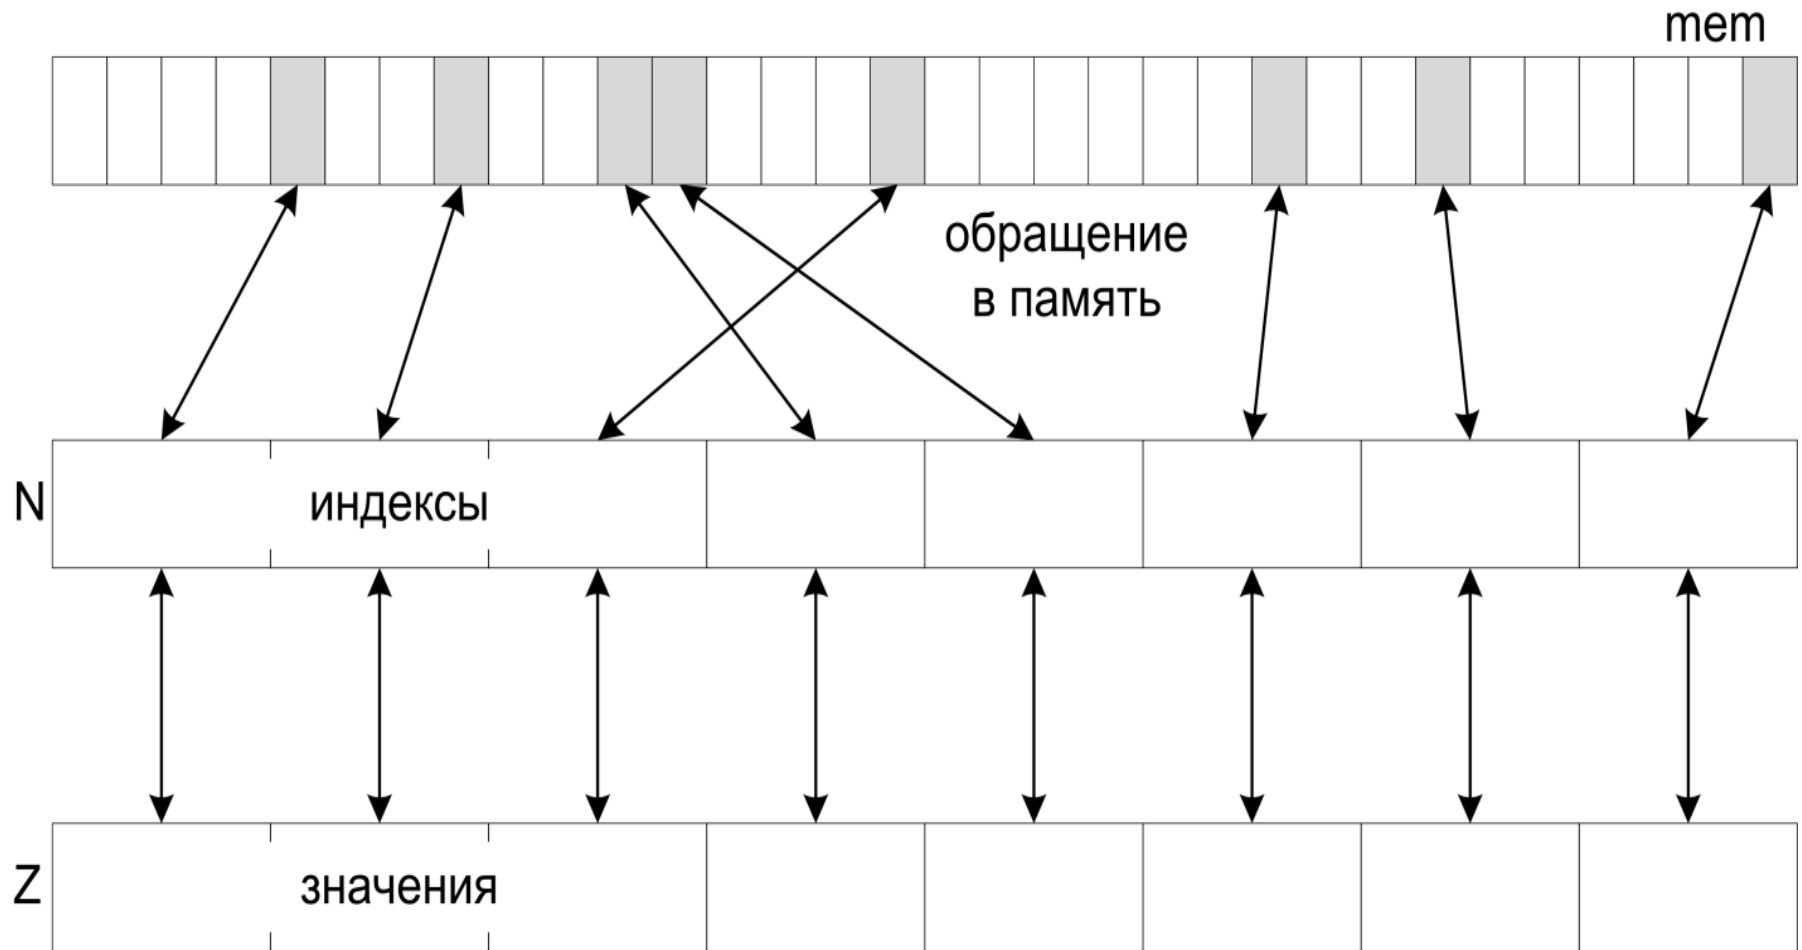 mem
обращение
в память
N
индексы
Z
значения